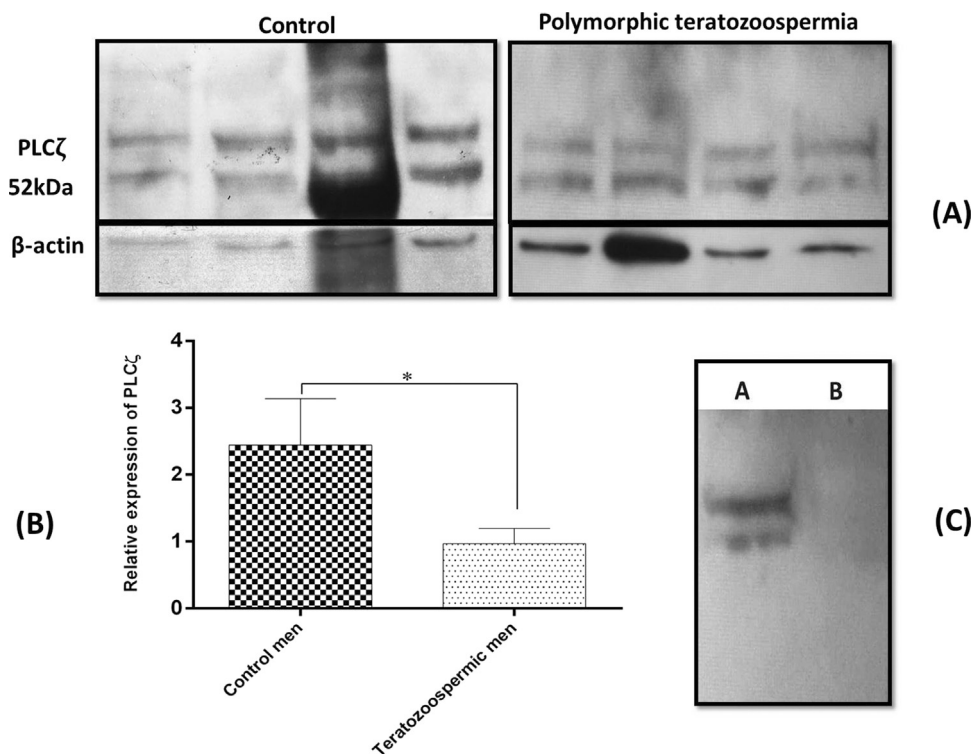 Control
Polymorphic teratozoospermia
PLCζ
52kDa
β-actin
(A)
(B)
Relative expression of PLCζ
4
3
2
1
0
*
Control men
Teratozoospermic men
A B
(C)